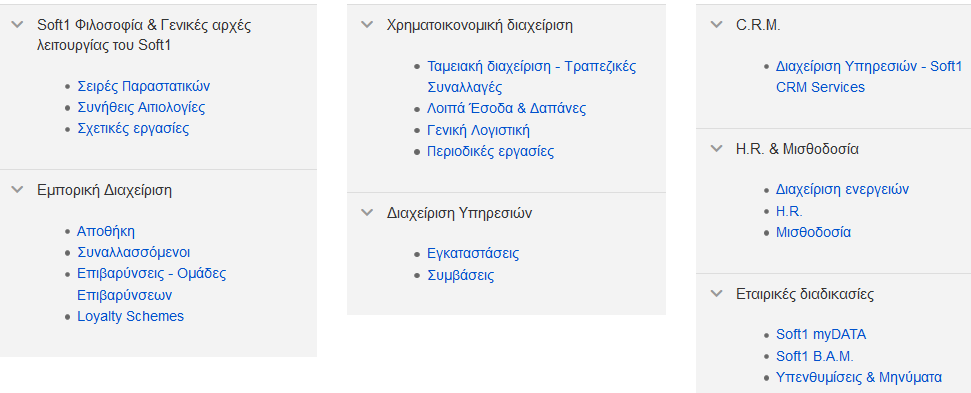 Soft1 Φιλοσοφία & Γενικές αρχές
λειτουργίας του Soft1
Σειρές Παραστατικών
Συνήθεις Αιτιολογίες
Σχετικές εργασίες
Εμπορική Διαχείριση
Αποθήκη
Συναλλασσόμενοι
Επιβαρύνσεις - Ομάδες
Επιβαρύνσεων
Loyalty Schemes
Χρηματοικονομική διαχείριση
Ταμειακή διαχείριση - Τραπεζικές
Συναλλαγές
Λοιπά Έσοδα & Δαπάνες
Γενική Λογιστική
Περιοδικές εργασίες
Διαχείριση Υπηρεσιών
Εγκαταστάσεις
Συμβάσεις
C.R.M.
Διαχείριση Υπηρεσιών - Soft1
CRM Services
H.R. & Μισθοδοσία
Διαχείριση ενεργειών
H.R.
Μισθοδοσία
Εταιρικές διαδικασίες
Soft1 myDATA
Soft1 B.A.M.
Υπενθυμίσεις & Μηνύματα